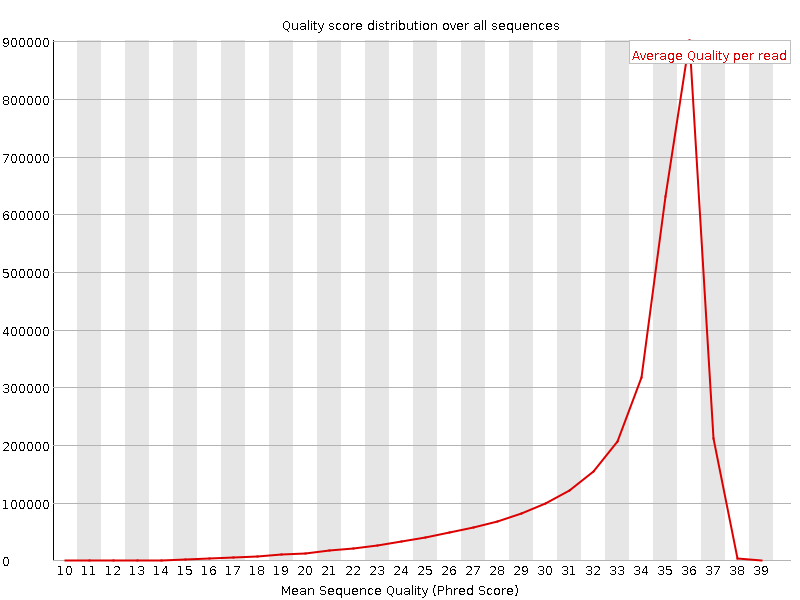 Quality score distribution over all sequences
Average Quality per read
900000
800000
700000
600000
500000
400000
300000
200000
100000
0
10 11 12 13 14 15 16 17 18 19 20 21 22 23 24 25 26 27 28 29 30 31 32 33 34 35 36 37 38 39
Mean Sequence Quality (Phred Score)